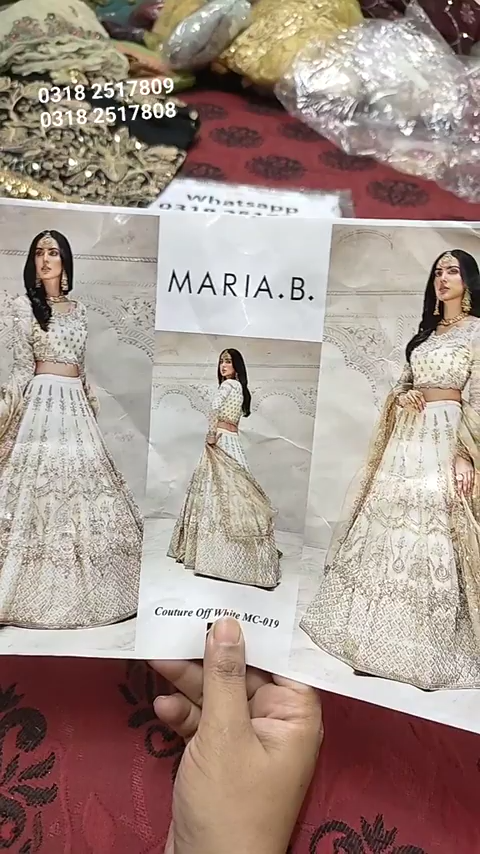 0318 2517809
0318 2517808
Whatsapp
MARIA.B.
Couture Off White MC-019